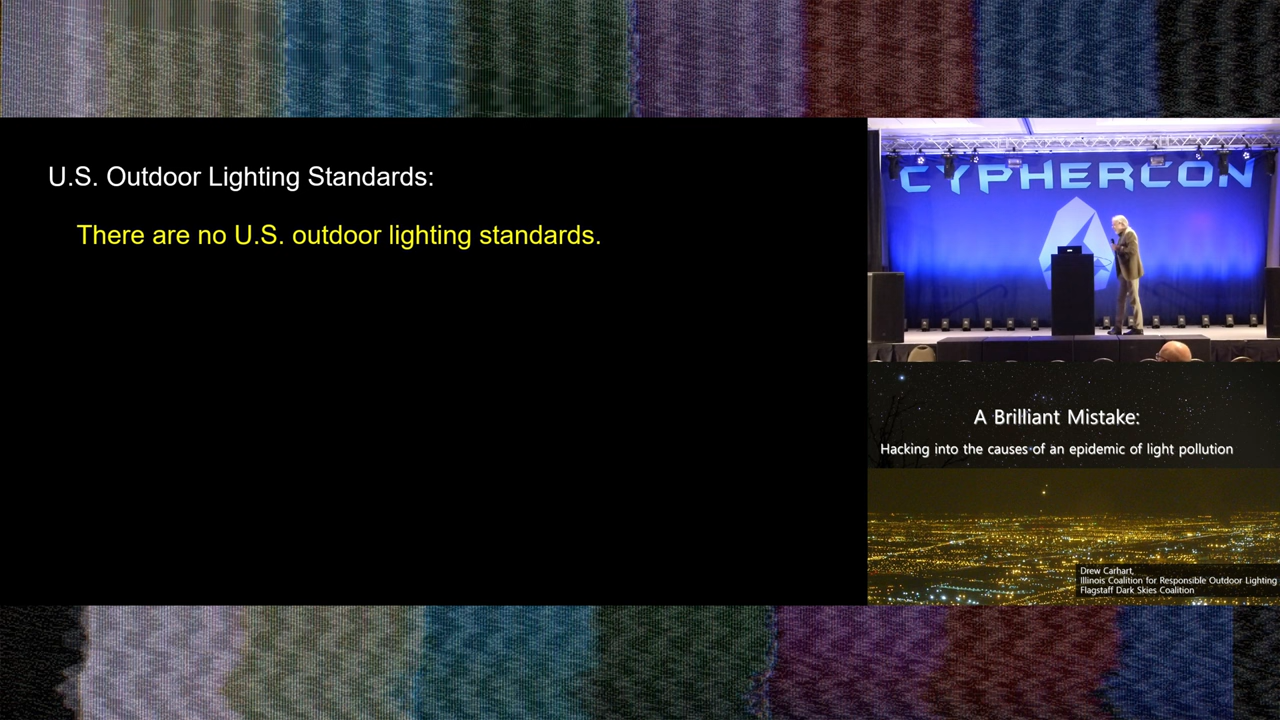 U.S. Outdoor Lighting Standards:
There are no U.S. outdoor lighting standards.
CYPHERCON
A Brilliant Mistake:
Hacking into the causes of an epidemic of light pollution
Drew Carhart,
Illinois Coalition for Responsible Outdoor Lighting
Flagstaff Dark Skies Coalition